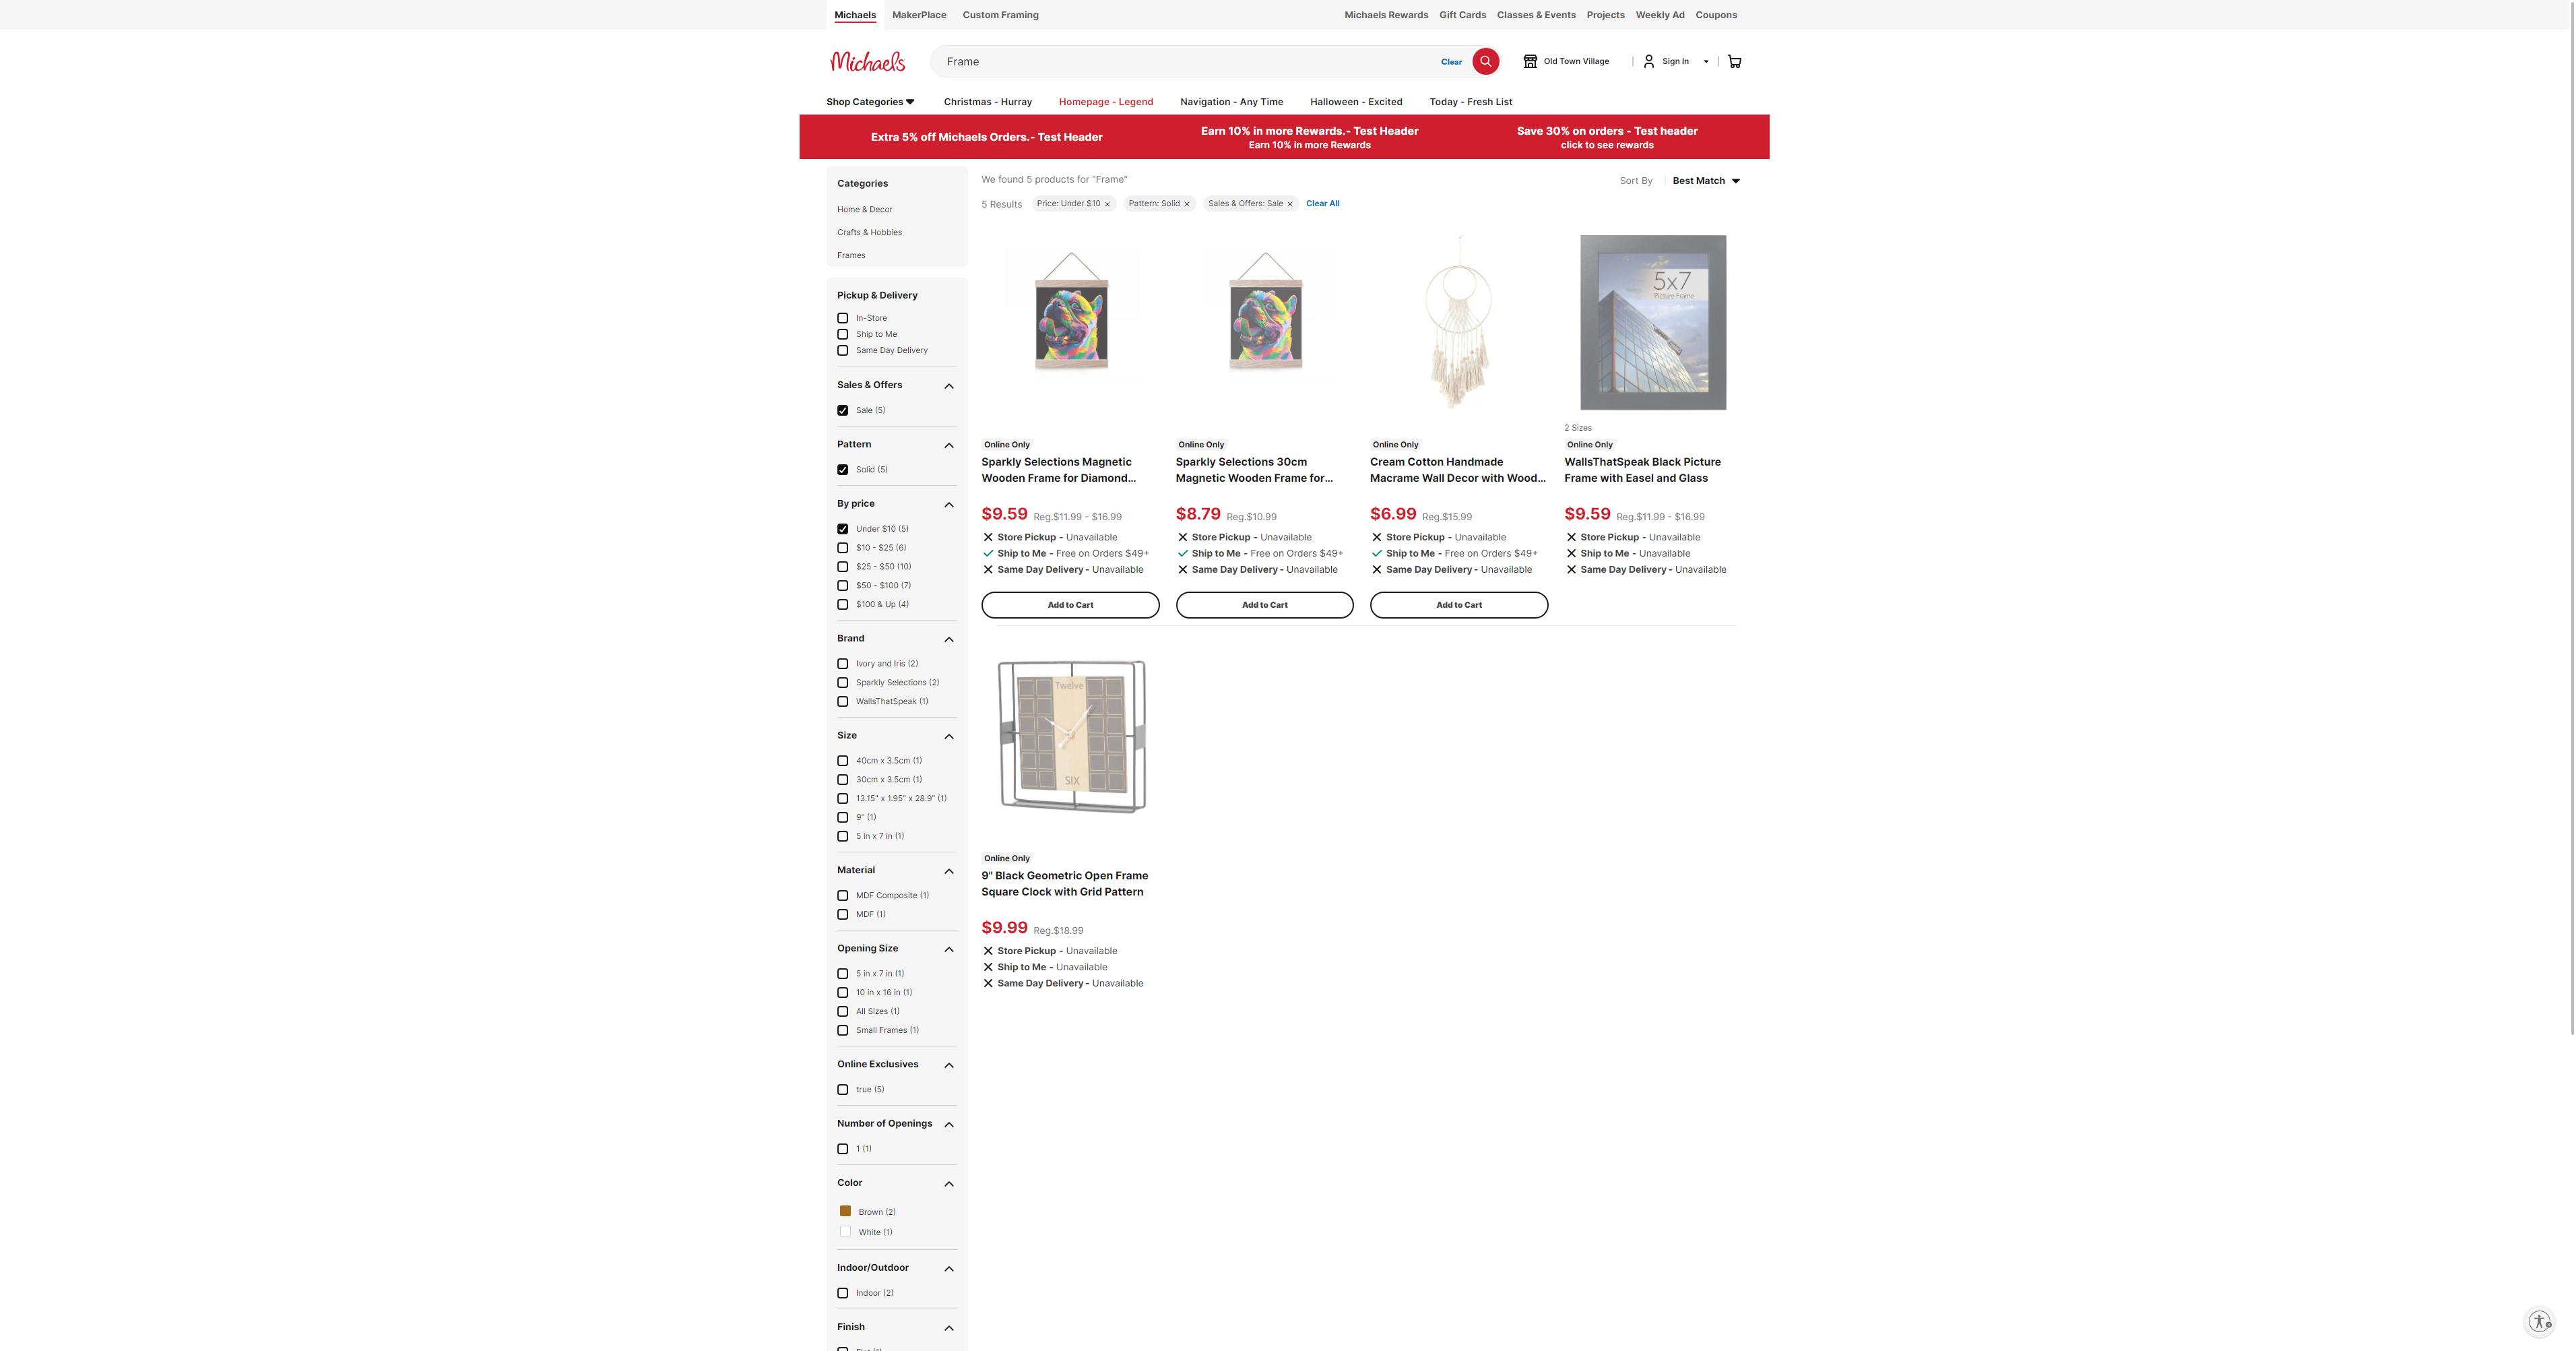 Michaels MakerPlace Custom Framing
Michaels Rewards Gift Cards Classes & Events Projects Weekly Ad Coupons
Michaels
Frame
Clear
Old Town Village
Sign In
Shop Categories Christmas - Hurray Homepage - Legend Navigation - Any Time Halloween - Excited Today - Fresh List
Extra 5% off Michaels Orders.- Test Header
Earn 10% in more Rewards.- Test Header
Earn 10% in more Rewards
Save 30% on orders - Test header
click to see rewards
Categories
Home & Decor
Crafts & Hobbies
Frames
Pickup & Delivery
In-Store
Ship to Me
Same Day Delivery
Sales & Offers
Sale (5)
Pattern
Solid (5)
By price
Under $10 (5)
$10 - $25 (6)
$25 - $50 (10)
$50 - $100 (7)
$100 & Up (4)
Brand
Ivory and Iris (2)
Sparkly Selections (2)
WallsThatSpeak (1)
Size
40cm x 3.5cm (1)
30cm x 3.5cm (1)
13.15" x 1.95" x 28.9" (1)
9" (1)
5 in x 7 in (1)
Material
MDF Composite (1)
MDF (1)
Opening Size
5 in x 7 in (1)
10 in x 16 in (1)
All Sizes (1)
Small Frames (1)
Online Exclusives
true (5)
Number of Openings
1 (1)
Color
Brown (2)
White (1)
Indoor/Outdoor
Indoor (2)
Finish
We found 5 products for "Frame"
Sort By Best Match
5 Results Price: Under $10 Pattern: Solid Sales & Offers: Sale Clear All
Online Only
Sparkly Selections Magnetic
Wooden Frame for Diamond...
$9.59 Reg.$11.99 - $16.99
Store Pickup - Unavailable
Ship to Me - Free on Orders $49+
Same Day Delivery - Unavailable
Add to Cart
Online Only
Sparkly Selections 30cm
Magnetic Wooden Frame for...
$8.79 Reg.$10.99
Store Pickup - Unavailable
Ship to Me - Free on Orders $49+
Same Day Delivery - Unavailable
Add to Cart
Online Only
Cream Cotton Handmade
Macrame Wall Decor with Wood...
$6.99 Reg.$15.99
Store Pickup - Unavailable
Ship to Me - Free on Orders $49+
Same Day Delivery - Unavailable
Add to Cart
5x7
Picture Frame
2 Sizes
Online Only
WallsThatSpeak Black Picture
Frame with Easel and Glass
$9.59 Reg.$11.99 - $16.99
Store Pickup - Unavailable
Ship to Me - Unavailable
Same Day Delivery - Unavailable
Twelve
SIX
Online Only
9" Black Geometric Open Frame
Square Clock with Grid Pattern
$9.99 Reg.$18.99
Store Pickup - Unavailable
Ship to Me - Unavailable
Same Day Delivery - Unavailable